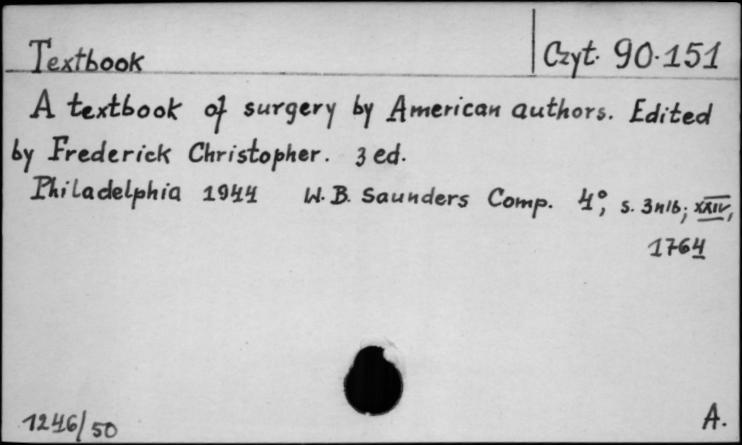 Textbook
Czyt. 90.151
A textbook of surgery by American authors. Edited
by Frederick Christopher. 3 ed.
Philadelphia 1944 W. B. Saunders Comp. 4°, s. 3nlb; XXIV,
1764
1246/50
A.